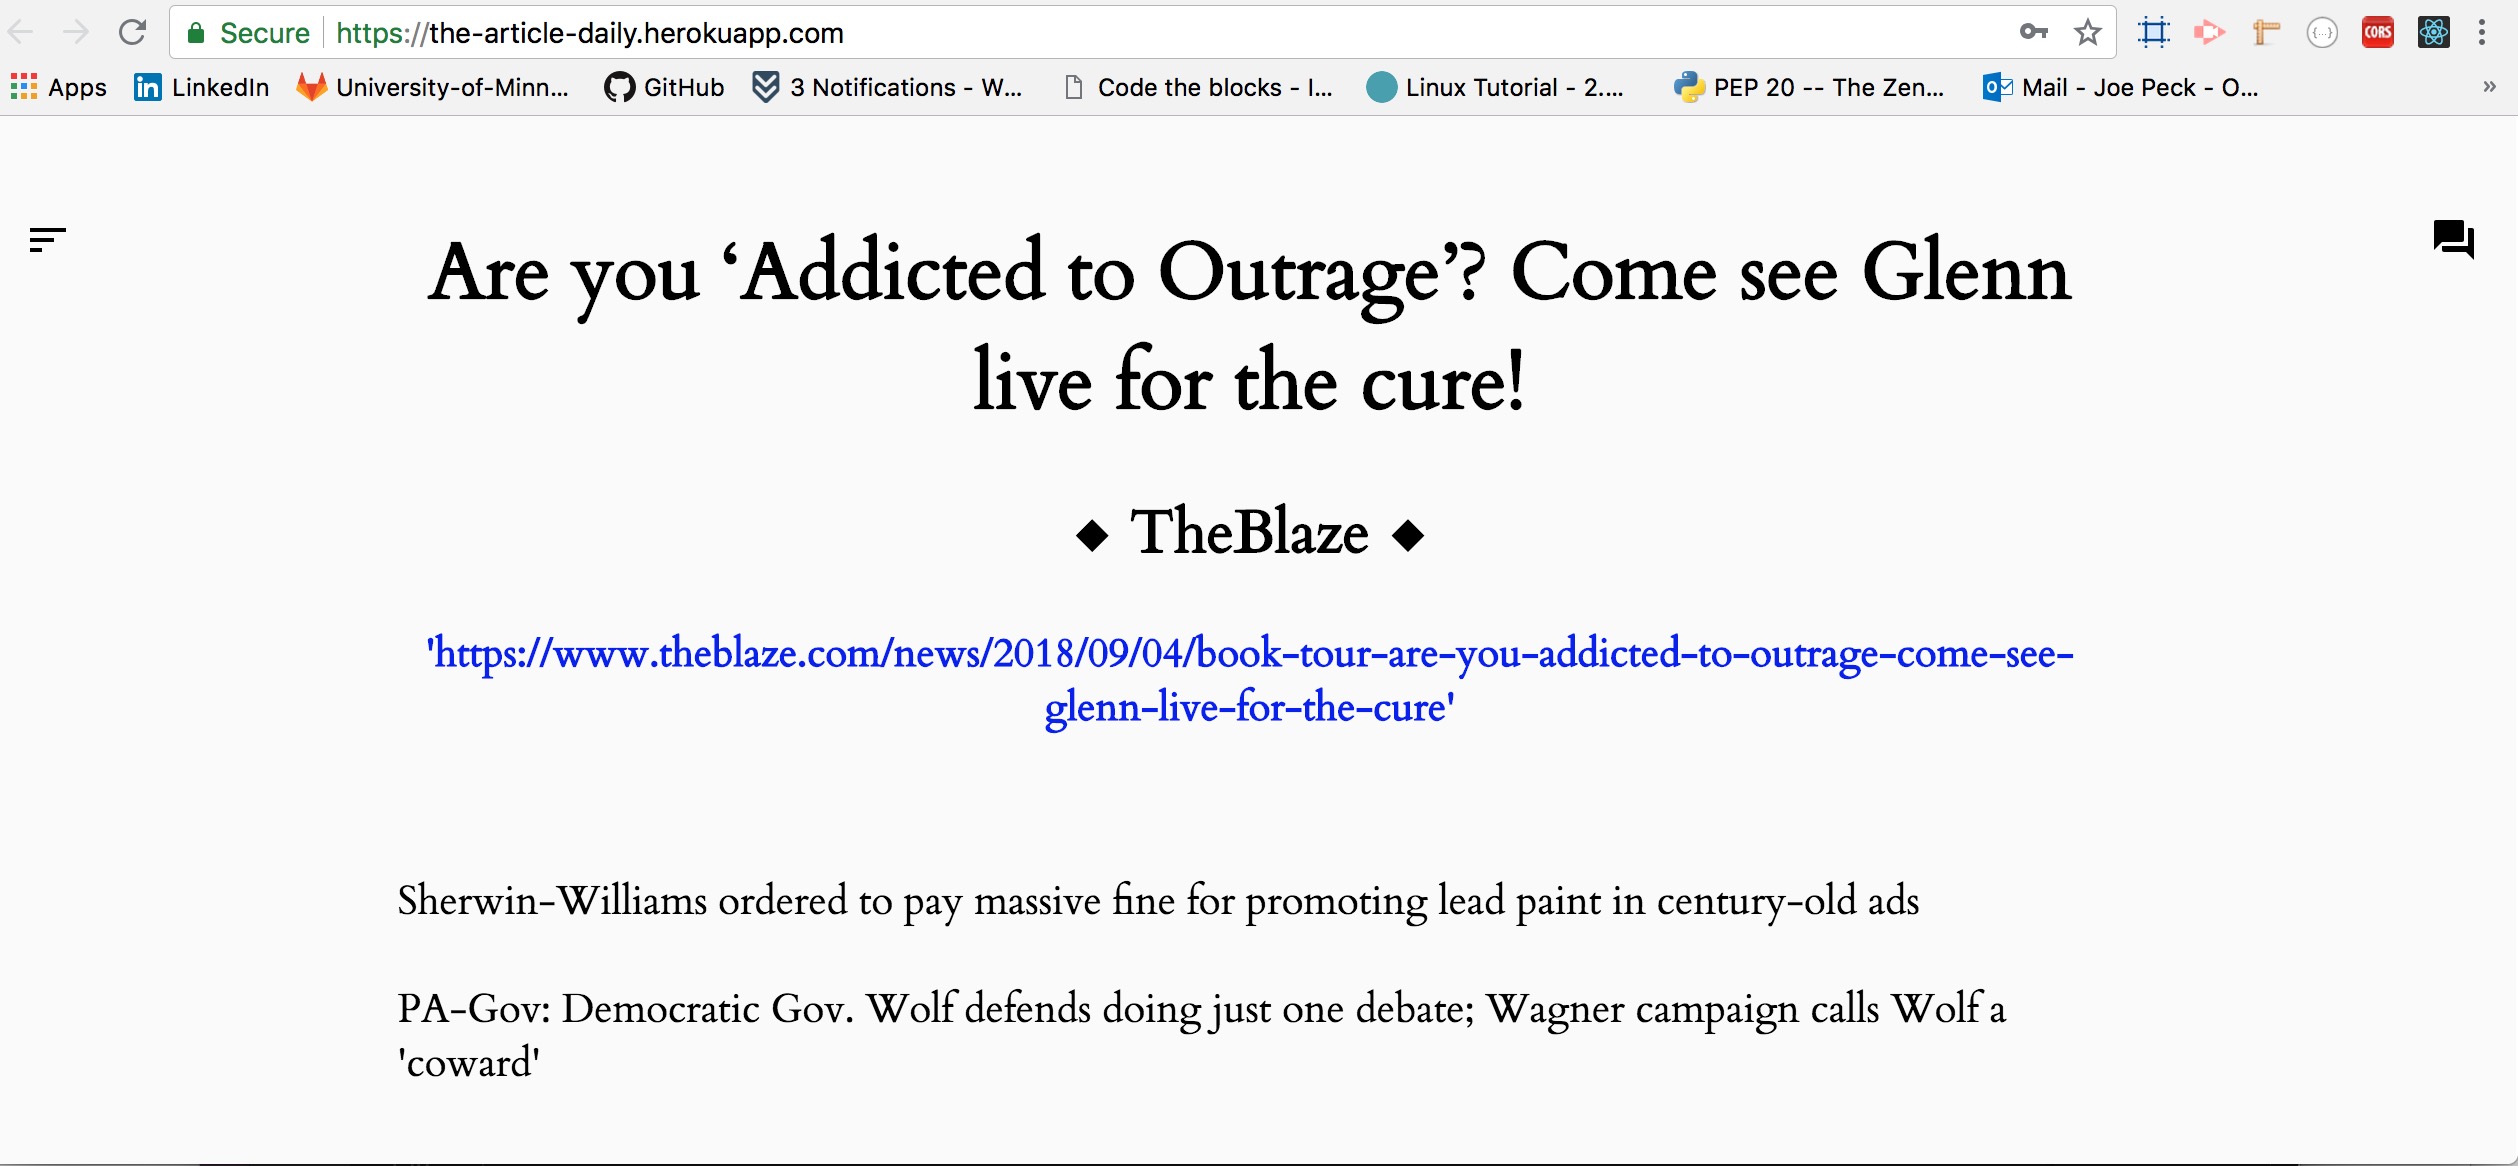 Secure https://the-article-daily.herokuapp.com CORS
Apps LinkedIn University-of-Minn... GitHub 3 Notifications - W... Code the blocks - I... Linux Tutorial - 2.... PEP 20 -- The Zen... Mail - Joe Peck - O... »
Are you ‘Addicted to Outrage’? Come see Glenn
live for the cure!
◆ TheBlaze ◆
'https://www.theblaze.com/news/2018/09/04/book-tour-are-you-addicted-to-outrage-come-see-
glenn-live-for-the-cure'
Sherwin-Williams ordered to pay massive fine for promoting lead paint in century-old ads
PA-Gov: Democratic Gov. Wolf defends doing just one debate; Wagner campaign calls Wolf a
'coward'